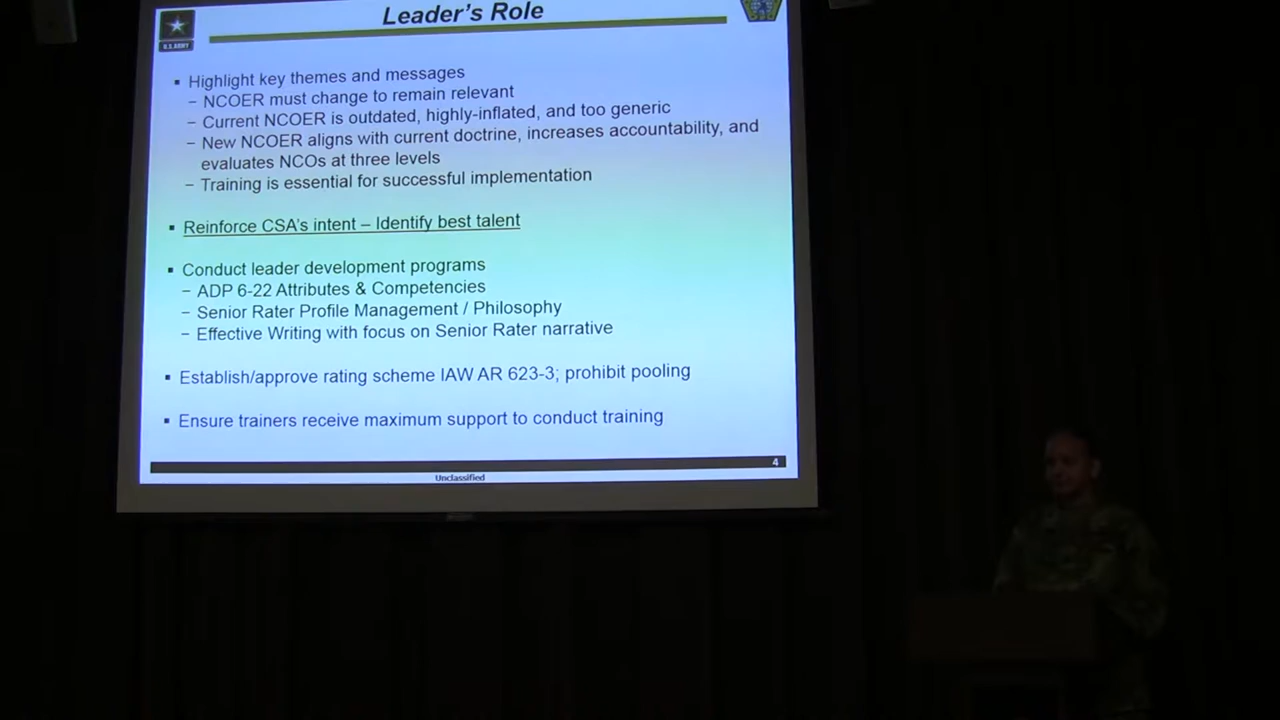 Leader's Role
U.S. ARMY
▪ Highlight key themes and messages
– NCOER must change to remain relevant
– Current NCOER is outdated, highly-inflated, and too generic
– New NCOER aligns with current doctrine, increases accountability, and
evaluates NCOs at three levels
– Training is essential for successful implementation
▪ Reinforce CSA's intent – Identify best talent
▪ Conduct leader development programs
– ADP 6-22 Attributes & Competencies
– Senior Rater Profile Management / Philosophy
– Effective Writing with focus on Senior Rater narrative
▪ Establish/approve rating scheme IAW AR 623-3; prohibit pooling
▪ Ensure trainers receive maximum support to conduct training
4
Unclassified